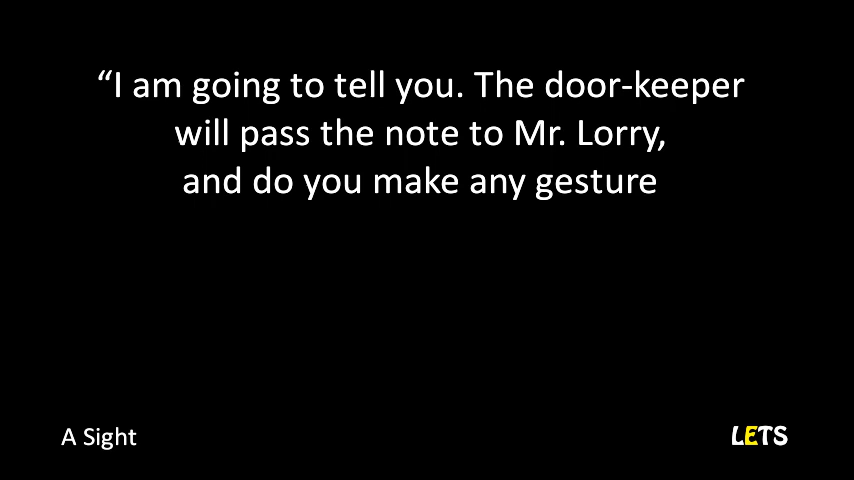 “I am going to tell you. The door-keeper
will pass the note to Mr. Lorry,
and do you make any gesture
A Sight
LETS